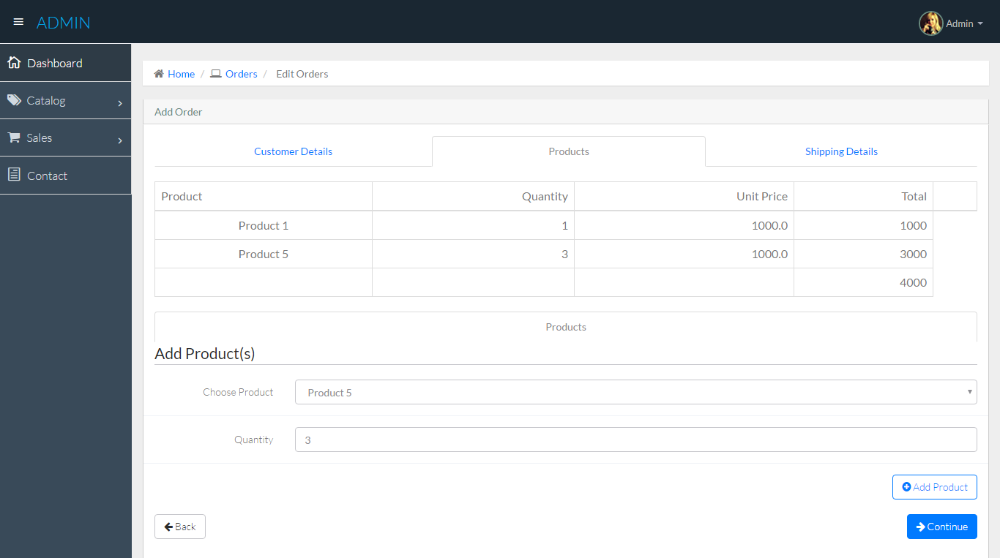 ADMIN
Admin
Dashboard
Catalog
Sales
Contact
Home / Orders / Edit Orders
Add Order
Customer Details Products Shipping Details
Product Quantity Unit Price Total
Product 1 1 1000.0 1000
Product 5 3 1000.0 3000
4000
Products
Add Product(s)
Choose Product Product 5
Quantity 3
Add Product
Back Continue